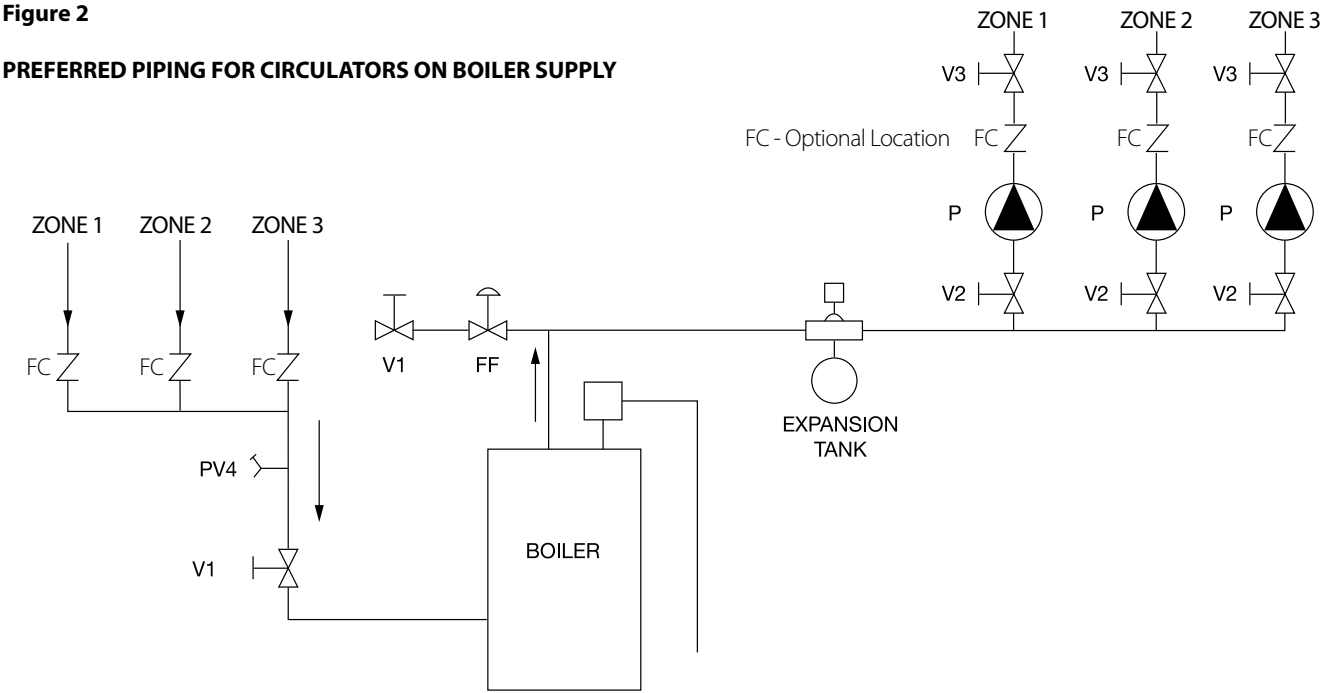 Figure 2
PREFERRED PIPING FOR CIRCULATORS ON BOILER SUPPLY
ZONE 1 ZONE 2 ZONE 3
V3 V3 V3
FC - Optional Location FC FC FC
P P P
V2 V2 V2
ZONE 1 ZONE 2 ZONE 3
FC FC FC
V1 FF
EXPANSION
TANK
PV4
V1
BOILER